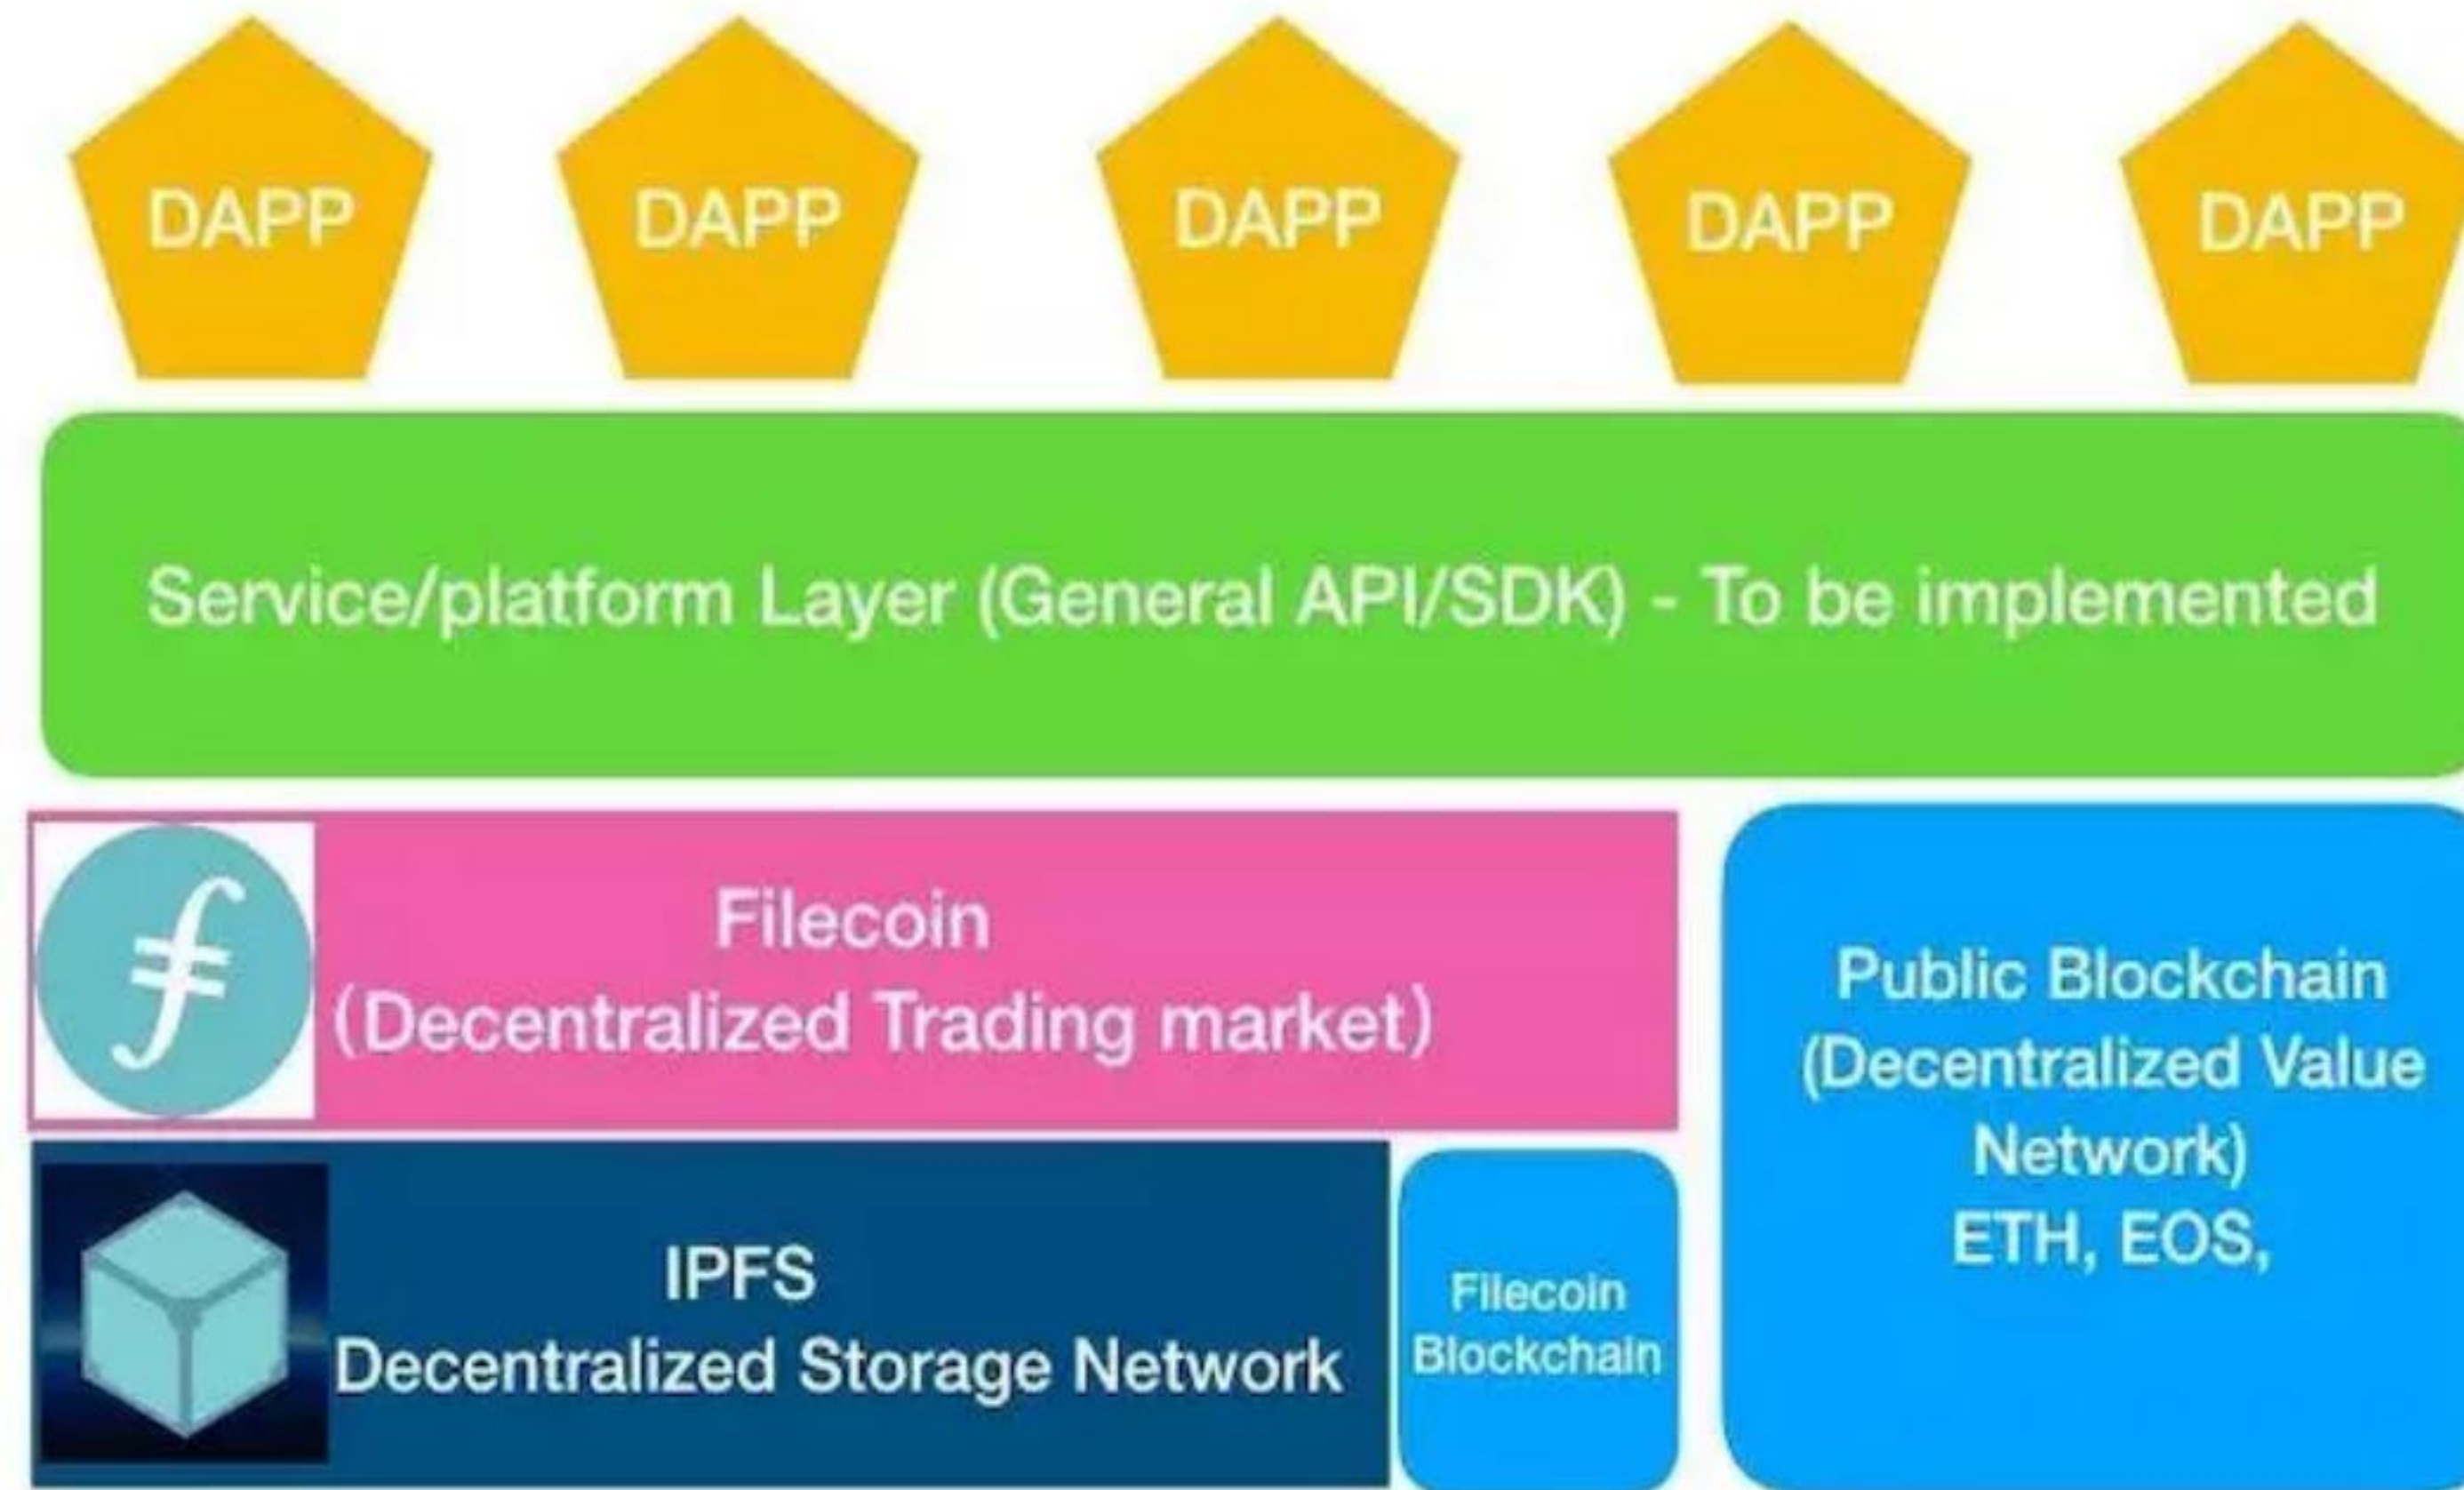 DAPP
DAPP
DAPP
DAPP
DAPP
Service/platform Layer (General API/SDK) - To be implemented
Filecoin
(Decentralized Trading market)
Public Blockchain
(Decentralized Value
Network)
ETH, EOS,
IPFS
Decentralized Storage Network
Filecoin
Blockchain